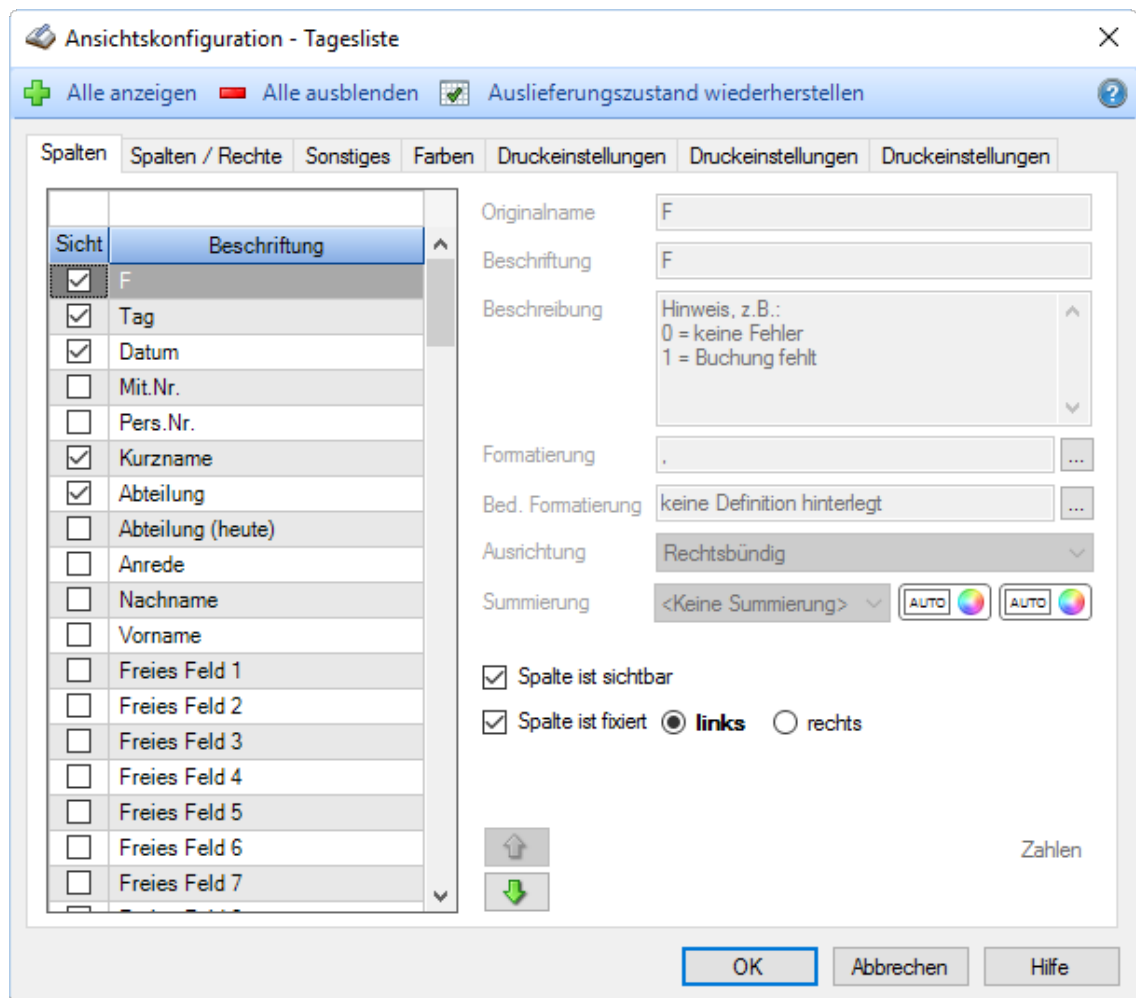 Ansichtskonfiguration - Tagesliste
Alle anzeigen Alle ausblenden Auslieferungszustand wiederherstellen ?
Spalten Spalten / Rechte Sonstiges Farben Druckeinstellungen Druckeinstellungen Druckeinstellungen
Sicht Beschriftung
F
Tag
Datum
Mit.Nr.
Pers.Nr.
Kurzname
Abteilung
Abteilung (heute)
Anrede
Nachname
Vorname
Freies Feld 1
Freies Feld 2
Freies Feld 3
Freies Feld 4
Freies Feld 5
Freies Feld 6
Freies Feld 7
Originalname F
Beschriftung F
Beschreibung Hinweis, z.B.:
0 = keine Fehler
1 = Buchung fehlt
Formatierung , ...
Bed. Formatierung keine Definition hinterlegt ...
Ausrichtung Rechtsbündig
Summierung <Keine Summierung> AUTO AUTO
Spalte ist sichtbar
Spalte ist fixiert links rechts
Zahlen
OK Abbrechen Hilfe